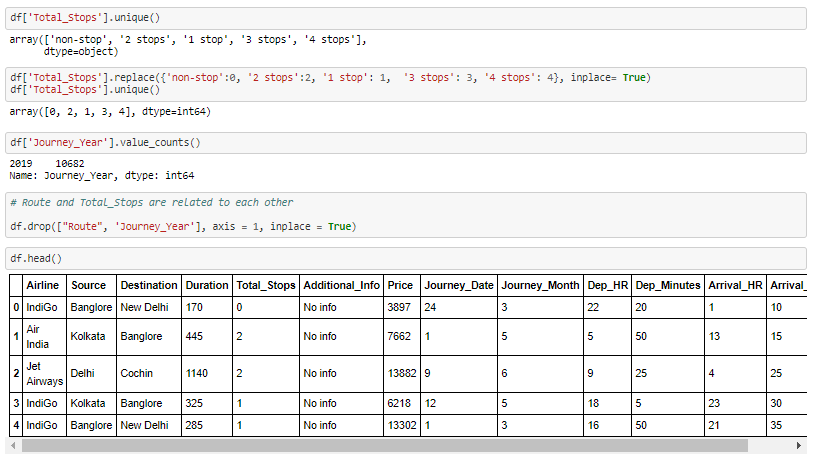 df['Total_Stops'].unique()
array(['non-stop', '2 stops', '1 stop', '3 stops', '4 stops'],
dtype=object)
df['Total_Stops'].replace({'non-stop':0, '2 stops':2, '1 stop': 1,  '3 stops': 3, '4 stops': 4}, inplace= True)
df['Total_Stops'].unique()
array([0, 2, 1, 3, 4], dtype=int64)
df['Journey_Year'].value_counts()
2019    10682
Name: Journey_Year, dtype: int64
# Route and Total_Stops are related to each other
df.drop(["Route", 'Journey_Year'], axis = 1, inplace = True)
df.head()
Airline Source Destination Duration Total_Stops Additional_Info Price Journey_Date Journey_Month Dep_HR Dep_Minutes Arrival_HR Arrival_
0 IndiGo Banglore New Delhi 170 0 No info 3897 24 3 22 20 1 10
1 Air India Kolkata Banglore 445 2 No info 7662 1 5 5 50 13 15
2 Jet Airways Delhi Cochin 1140 2 No info 13882 9 6 9 25 4 25
3 IndiGo Kolkata Banglore 325 1 No info 6218 12 5 18 5 23 30
4 IndiGo Banglore New Delhi 285 1 No info 13302 1 3 16 50 21 35